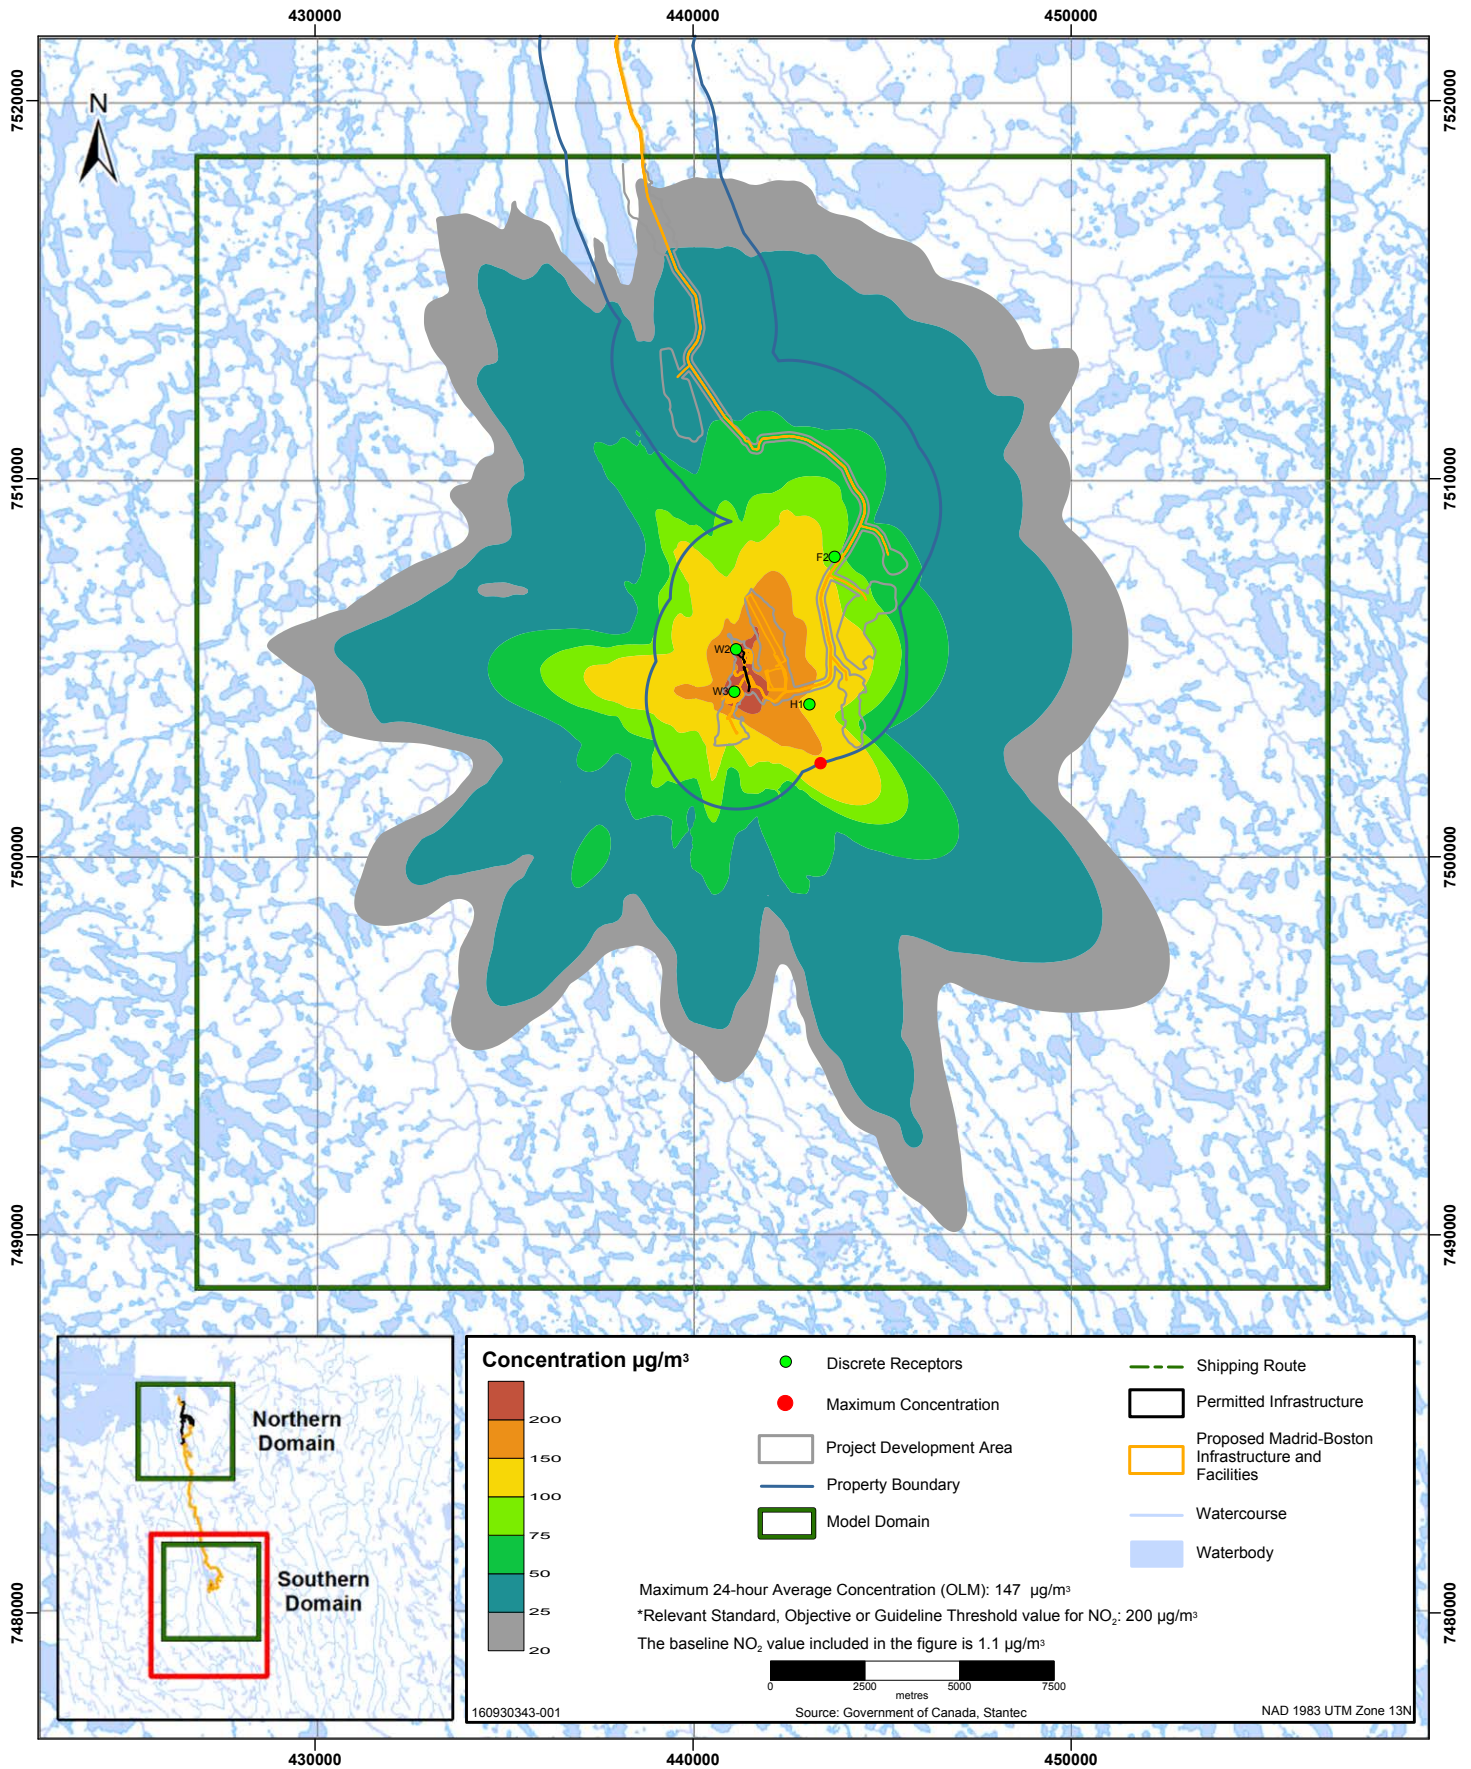 430000
440000
450000
7520000
7520000
N
7510000
7510000
F2
W2
W3
H1
7500000
7500000
7490000
7490000
Northern
Domain
Southern
Domain
Concentration µg/m³
200
150
100
75
50
25
20
Discrete Receptors
Maximum Concentration
Project Development Area
Property Boundary
Model Domain
Shipping Route
Permitted Infrastructure
Proposed Madrid-Boston
Infrastructure and
Facilities
Watercourse
Waterbody
Maximum 24-hour Average Concentration (OLM): 147 µg/m³
*Relevant Standard, Objective or Guideline Threshold value for NO₂: 200 µg/m³
The baseline NO₂ value included in the figure is 1.1 µg/m³
0 2500 5000 7500
metres
160930343-001
Source: Government of Canada, Stantec
NAD 1983 UTM Zone 13N
7480000
7480000
430000
440000
450000